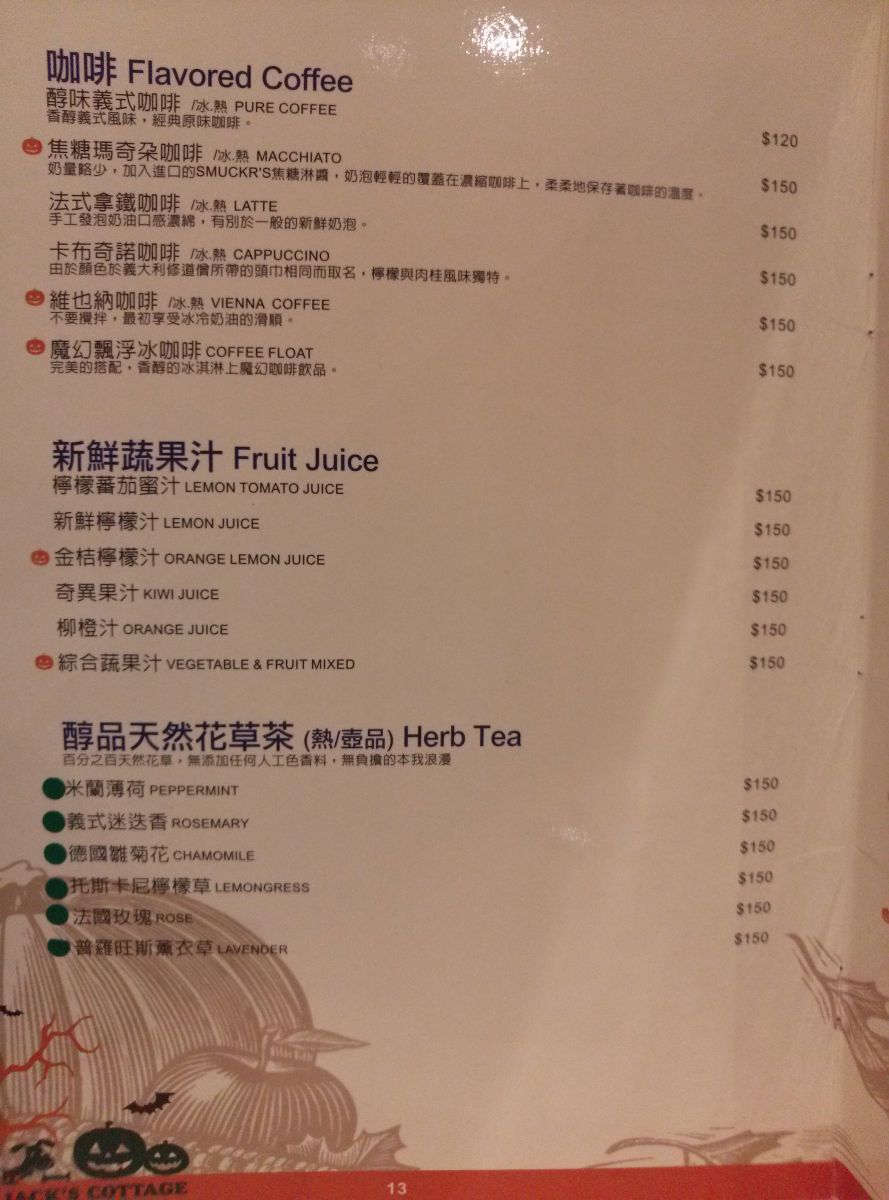 咖啡 Flavored Coffee
醇味義式咖啡 /冰.熱 PURE COFFEE
香醇義式風味，經典原味咖啡。
$120
焦糖瑪奇朵咖啡 /冰.熱 MACCHIATO
奶量略少，加入進口的SMUCKR'S焦糖淋醬，奶泡輕輕的覆蓋在濃縮咖啡上，柔柔地保存著咖啡的溫度。
$150
法式拿鐵咖啡 /冰.熱 LATTE
手工發泡奶油口感濃綿，有別於一般的新鮮奶泡。
$150
卡布奇諾咖啡 /冰.熱 CAPPUCCINO
由於顏色於義大利修道僧所帶的頭巾相同而取名，檸檬與肉桂風味獨特。
$150
維也納咖啡 /冰.熱 VIENNA COFFEE
不要攪拌，最初享受冰冷奶油的滑順。
$150
魔幻飄浮冰咖啡 COFFEE FLOAT
完美的搭配，香醇的冰淇淋上魔幻咖啡飲品。
$150
新鮮蔬果汁 Fruit Juice
檸檬蕃茄蜜汁 LEMON TOMATO JUICE $150
新鮮檸檬汁 LEMON JUICE $150
金桔檸檬汁 ORANGE LEMON JUICE $150
奇異果汁 KIWI JUICE $150
柳橙汁 ORANGE JUICE $150
綜合蔬果汁 VEGETABLE & FRUIT MIXED $150
醇品天然花草茶 (熱/壺品) Herb Tea
百分之百天然花草，無添加任何人工色香料，無負擔的本我浪漫
米蘭薄荷 PEPPERMINT $150
義式迷迭香 ROSEMARY $150
德國雛菊花 CHAMOMILE $150
托斯卡尼檸檬草 LEMONGRESS $150
法國玫瑰 ROSE $150
普羅旺斯薰衣草 LAVENDER $150
JACK'S COTTAGE
13